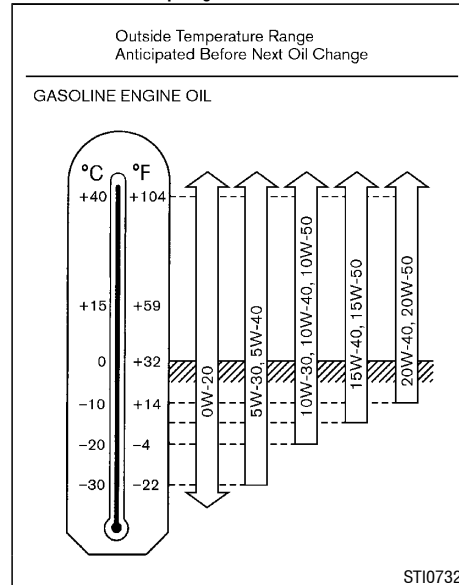 Outside Temperature Range
Anticipated Before Next Oil Change
GASOLINE ENGINE OIL
°C °F
+40 +104
+15 +59
0 +32
−10 +14
−20 −4
−30 −22
0W-20
5W-30, 5W-40
10W-30, 10W-40, 10W-50
15W-40, 15W-50
20W-40, 20W-50
STI0732